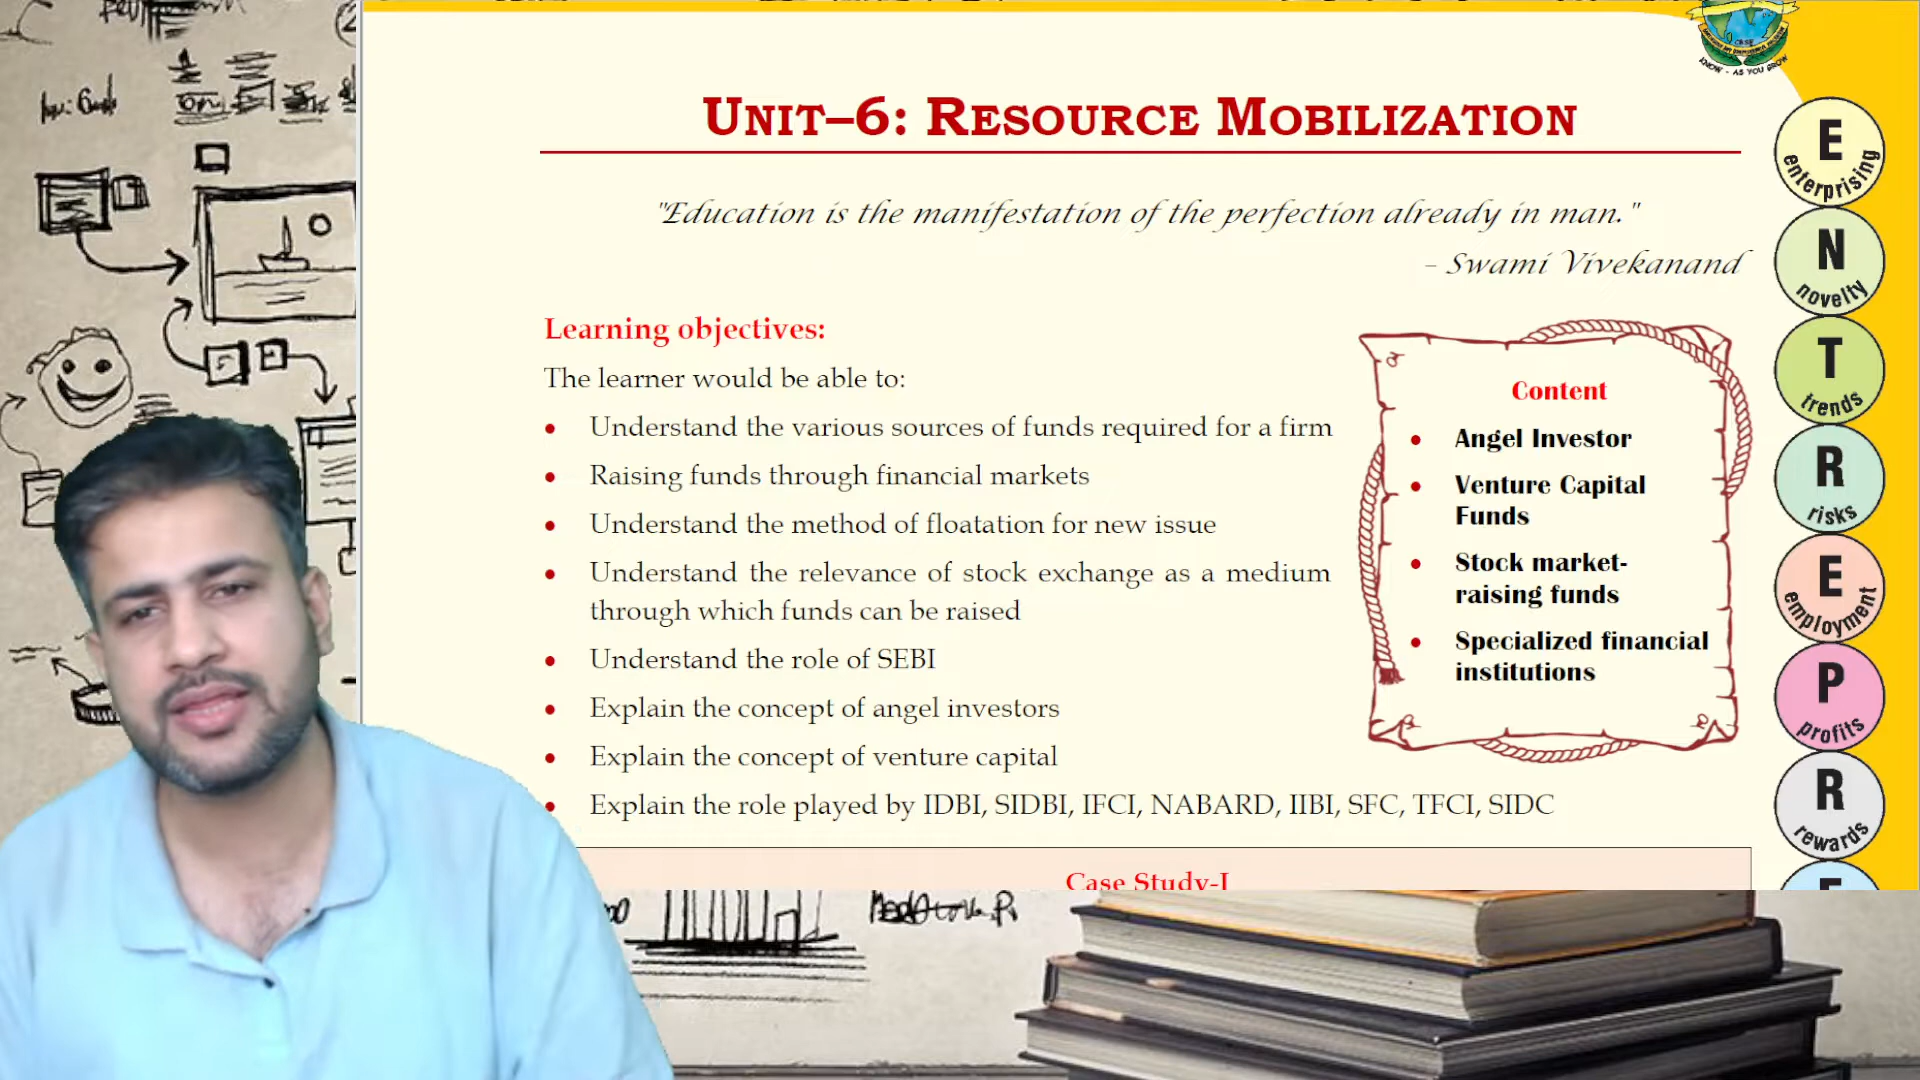 KNOW - AS YOU GROW
UNIT–6: RESOURCE MOBILIZATION
"Education is the manifestation of the perfection already in man."
– Swami Vivekanand
Learning objectives:
The learner would be able to:
• Understand the various sources of funds required for a firm
• Raising funds through financial markets
• Understand the method of floatation for new issue
• Understand the relevance of stock exchange as a medium
through which funds can be raised
• Understand the role of SEBI
• Explain the concept of angel investors
• Explain the concept of venture capital
• Explain the role played by IDBI, SIDBI, IFCI, NABARD, IIBI, SFC, TFCI, SIDC
Content
• Angel Investor
• Venture Capital
Funds
• Stock market-
raising funds
• Specialized financial
institutions
Case Study-I
E
enterprising
N
novelty
T
trends
R
risks
E
employment
P
profits
R
rewards